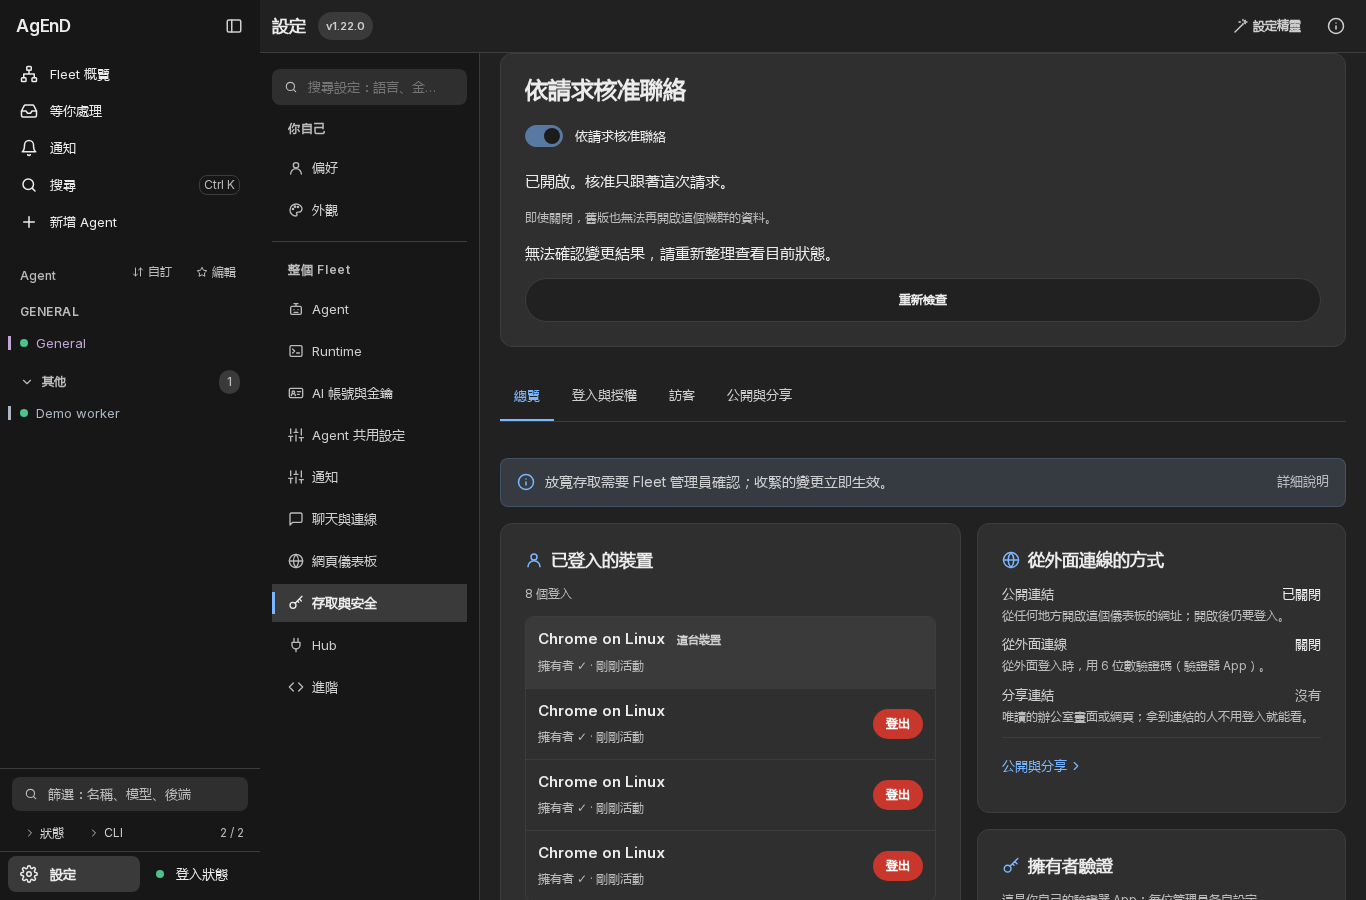 AgEnD
Fleet 概覽
等你處理
通知
搜尋 Ctrl K
新增 Agent
Agent 自訂 編輯
GENERAL
General
其他 1
Demo worker
篩選：名稱、模型、後端
狀態 CLI 2 / 2
設定 登入狀態
設定 v1.22.0 設定精靈
搜尋設定：語言、金…
你自己
偏好
外觀
整個 Fleet
Agent
Runtime
AI 帳號與金鑰
Agent 共用設定
通知
聊天與連線
網頁儀表板
存取與安全
Hub
進階
依請求核准聯絡
依請求核准聯絡
已開啟。核准只跟著這次請求。
即使關閉，舊版也無法再開啟這個機群的資料。
無法確認變更結果，請重新整理查看目前狀態。
重新檢查
總覽 登入與授權 訪客 公開與分享
放寬存取需要 Fleet 管理員確認；收緊的變更立即生效。 詳細說明
已登入的裝置
8 個登入
Chrome on Linux 這台裝置
擁有者 ✓ · 剛剛活動
Chrome on Linux
擁有者 ✓ · 剛剛活動
登出
Chrome on Linux
擁有者 ✓ · 剛剛活動
登出
Chrome on Linux
擁有者 ✓ · 剛剛活動
登出
從外面連線的方式
公開連結 已關閉
從任何地方開啟這個儀表板的網址；開啟後仍要登入。
從外面連線 關閉
從外面登入時，用 6 位數驗證碼（驗證器 App）。
分享連結 沒有
唯讀的辦公室畫面或網頁；拿到連結的人不用登入就能看。
公開與分享
擁有者驗證
這是你自己的驗證器 App；每位管理員各自設定